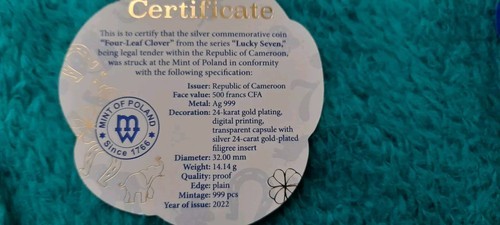 Certificate
This is to certify that the silver commemorative coin
"Four-Leaf Clover" from the series "Lucky Seven,"
being legal tender within the Republic of Cameroon,
was struck at the Mint of Poland in conformity
with the following specification:
Issuer: Republic of Cameroon
Face value: 500 francs CFA
Metal: Ag 999
Decoration: 24-karat gold plating,
digital printing,
transparent capsule with
silver 24-carat gold-plated
filigree insert
Diameter: 32.00 mm
Weight: 14.14 g
Quality: proof
Edge: plain
Mintage: 999 pcs
Year of issue: 2022
MINT OF POLAND
MW
Since 1766